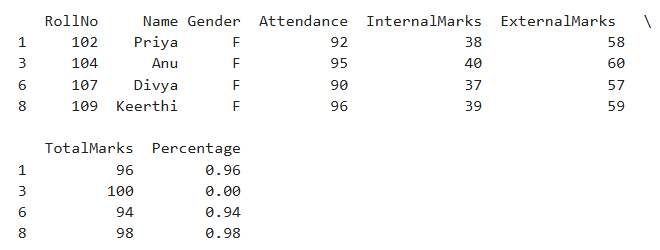 RollNo Name Gender Attendance InternalMarks ExternalMarks \
1 102 Priya F 92 38 58
3 104 Anu F 95 40 60
6 107 Divya F 90 37 57
8 109 Keerthi F 96 39 59
TotalMarks Percentage
1 96 0.96
3 100 0.00
6 94 0.94
8 98 0.98